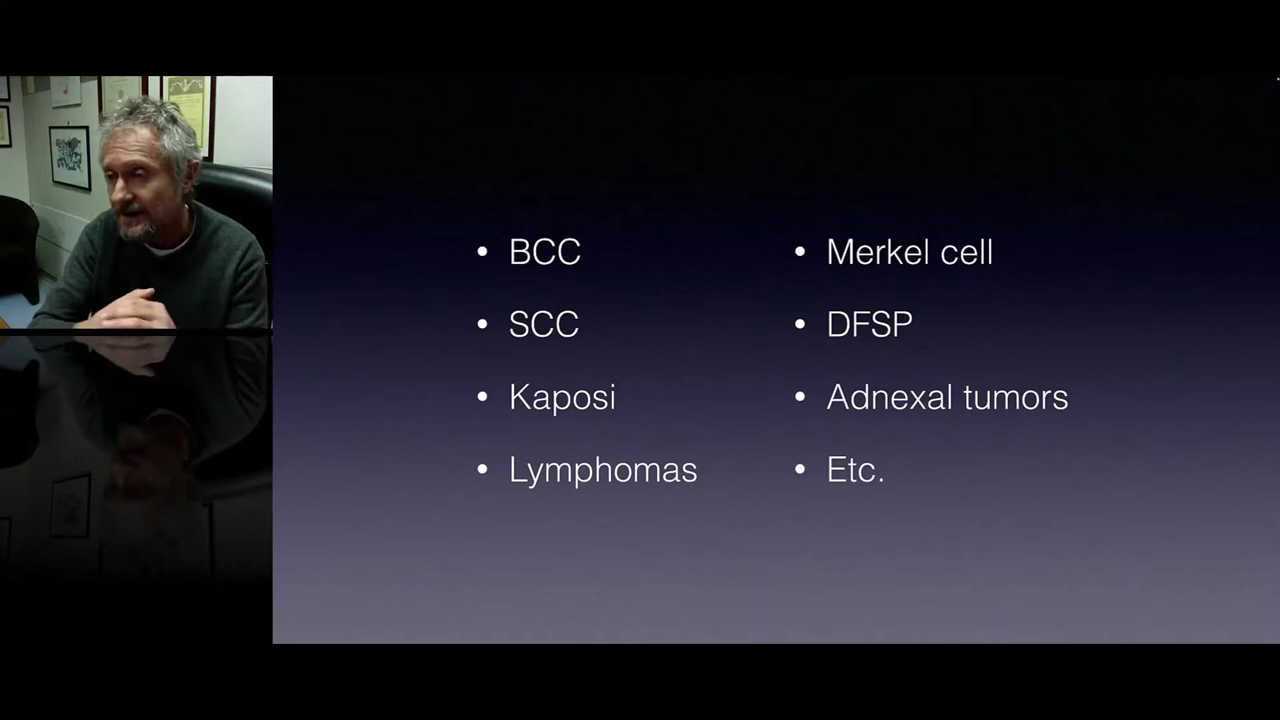 • BCC
• SCC
• Kaposi
• Lymphomas
• Merkel cell
• DFSP
• Adnexal tumors
• Etc.